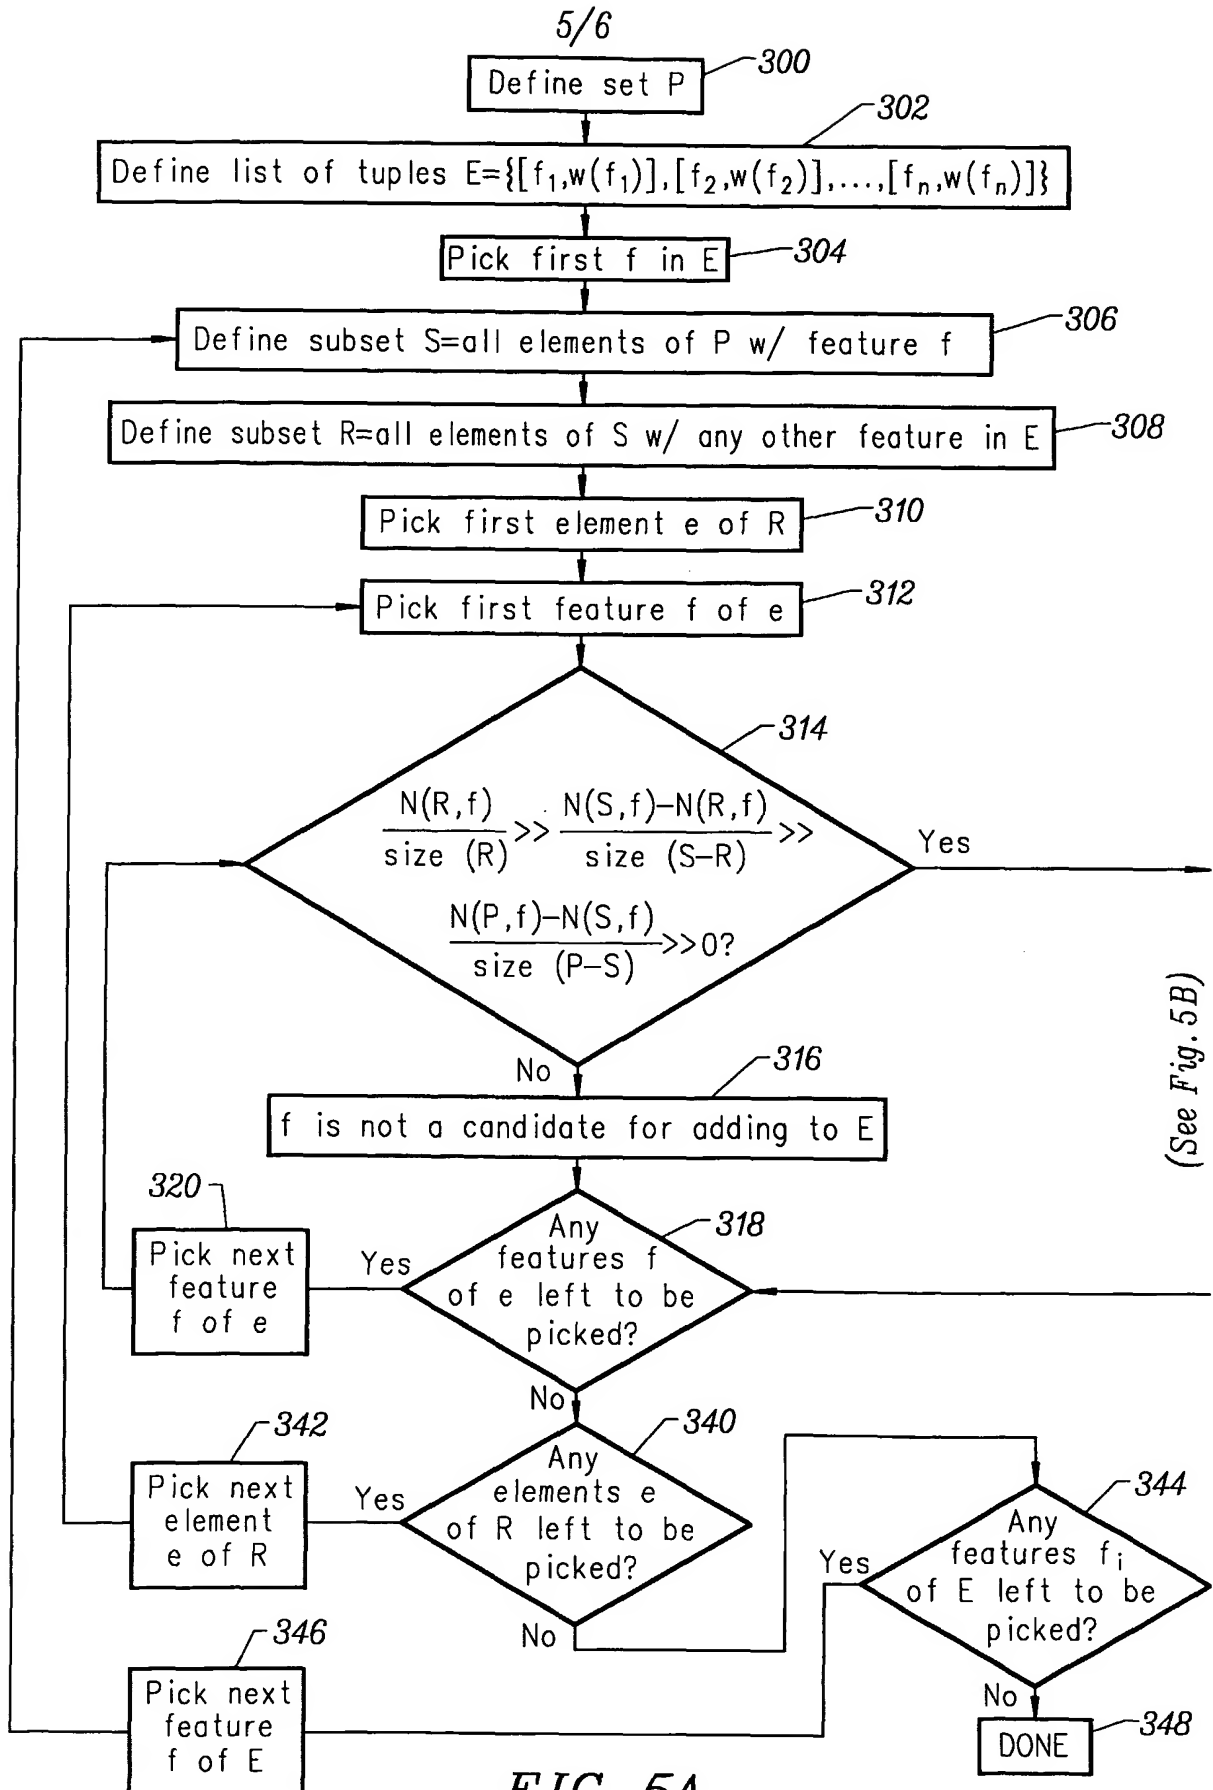 5/6
Define set P
300
302
Define list of tuples E={[f₁,w(f₁)],[f₂,w(f₂)],...,[fₙ,w(fₙ)]}
Pick first f in E
304
306
Define subset S=all elements of P w/ feature f
Define subset R=all elements of S w/ any other feature in E
308
Pick first element e of R
310
Pick first feature f of e
312
314
N(R,f)/size (R) >> N(S,f)-N(R,f)/size (S-R) >>
N(P,f)-N(S,f)/size (P-S) >>0?
Yes
(See Fig. 5B)
No
316
f is not a candidate for adding to E
320
Pick next
feature
f of e
Yes
318
Any
features f
of e left to be
picked?
No
342
Pick next
element
e of R
Yes
340
Any
elements e
of R left to be
picked?
No
344
Any
features fᵢ
of E left to be
picked?
Yes
346
Pick next
feature
f of E
No
DONE
348
FIG. 5A